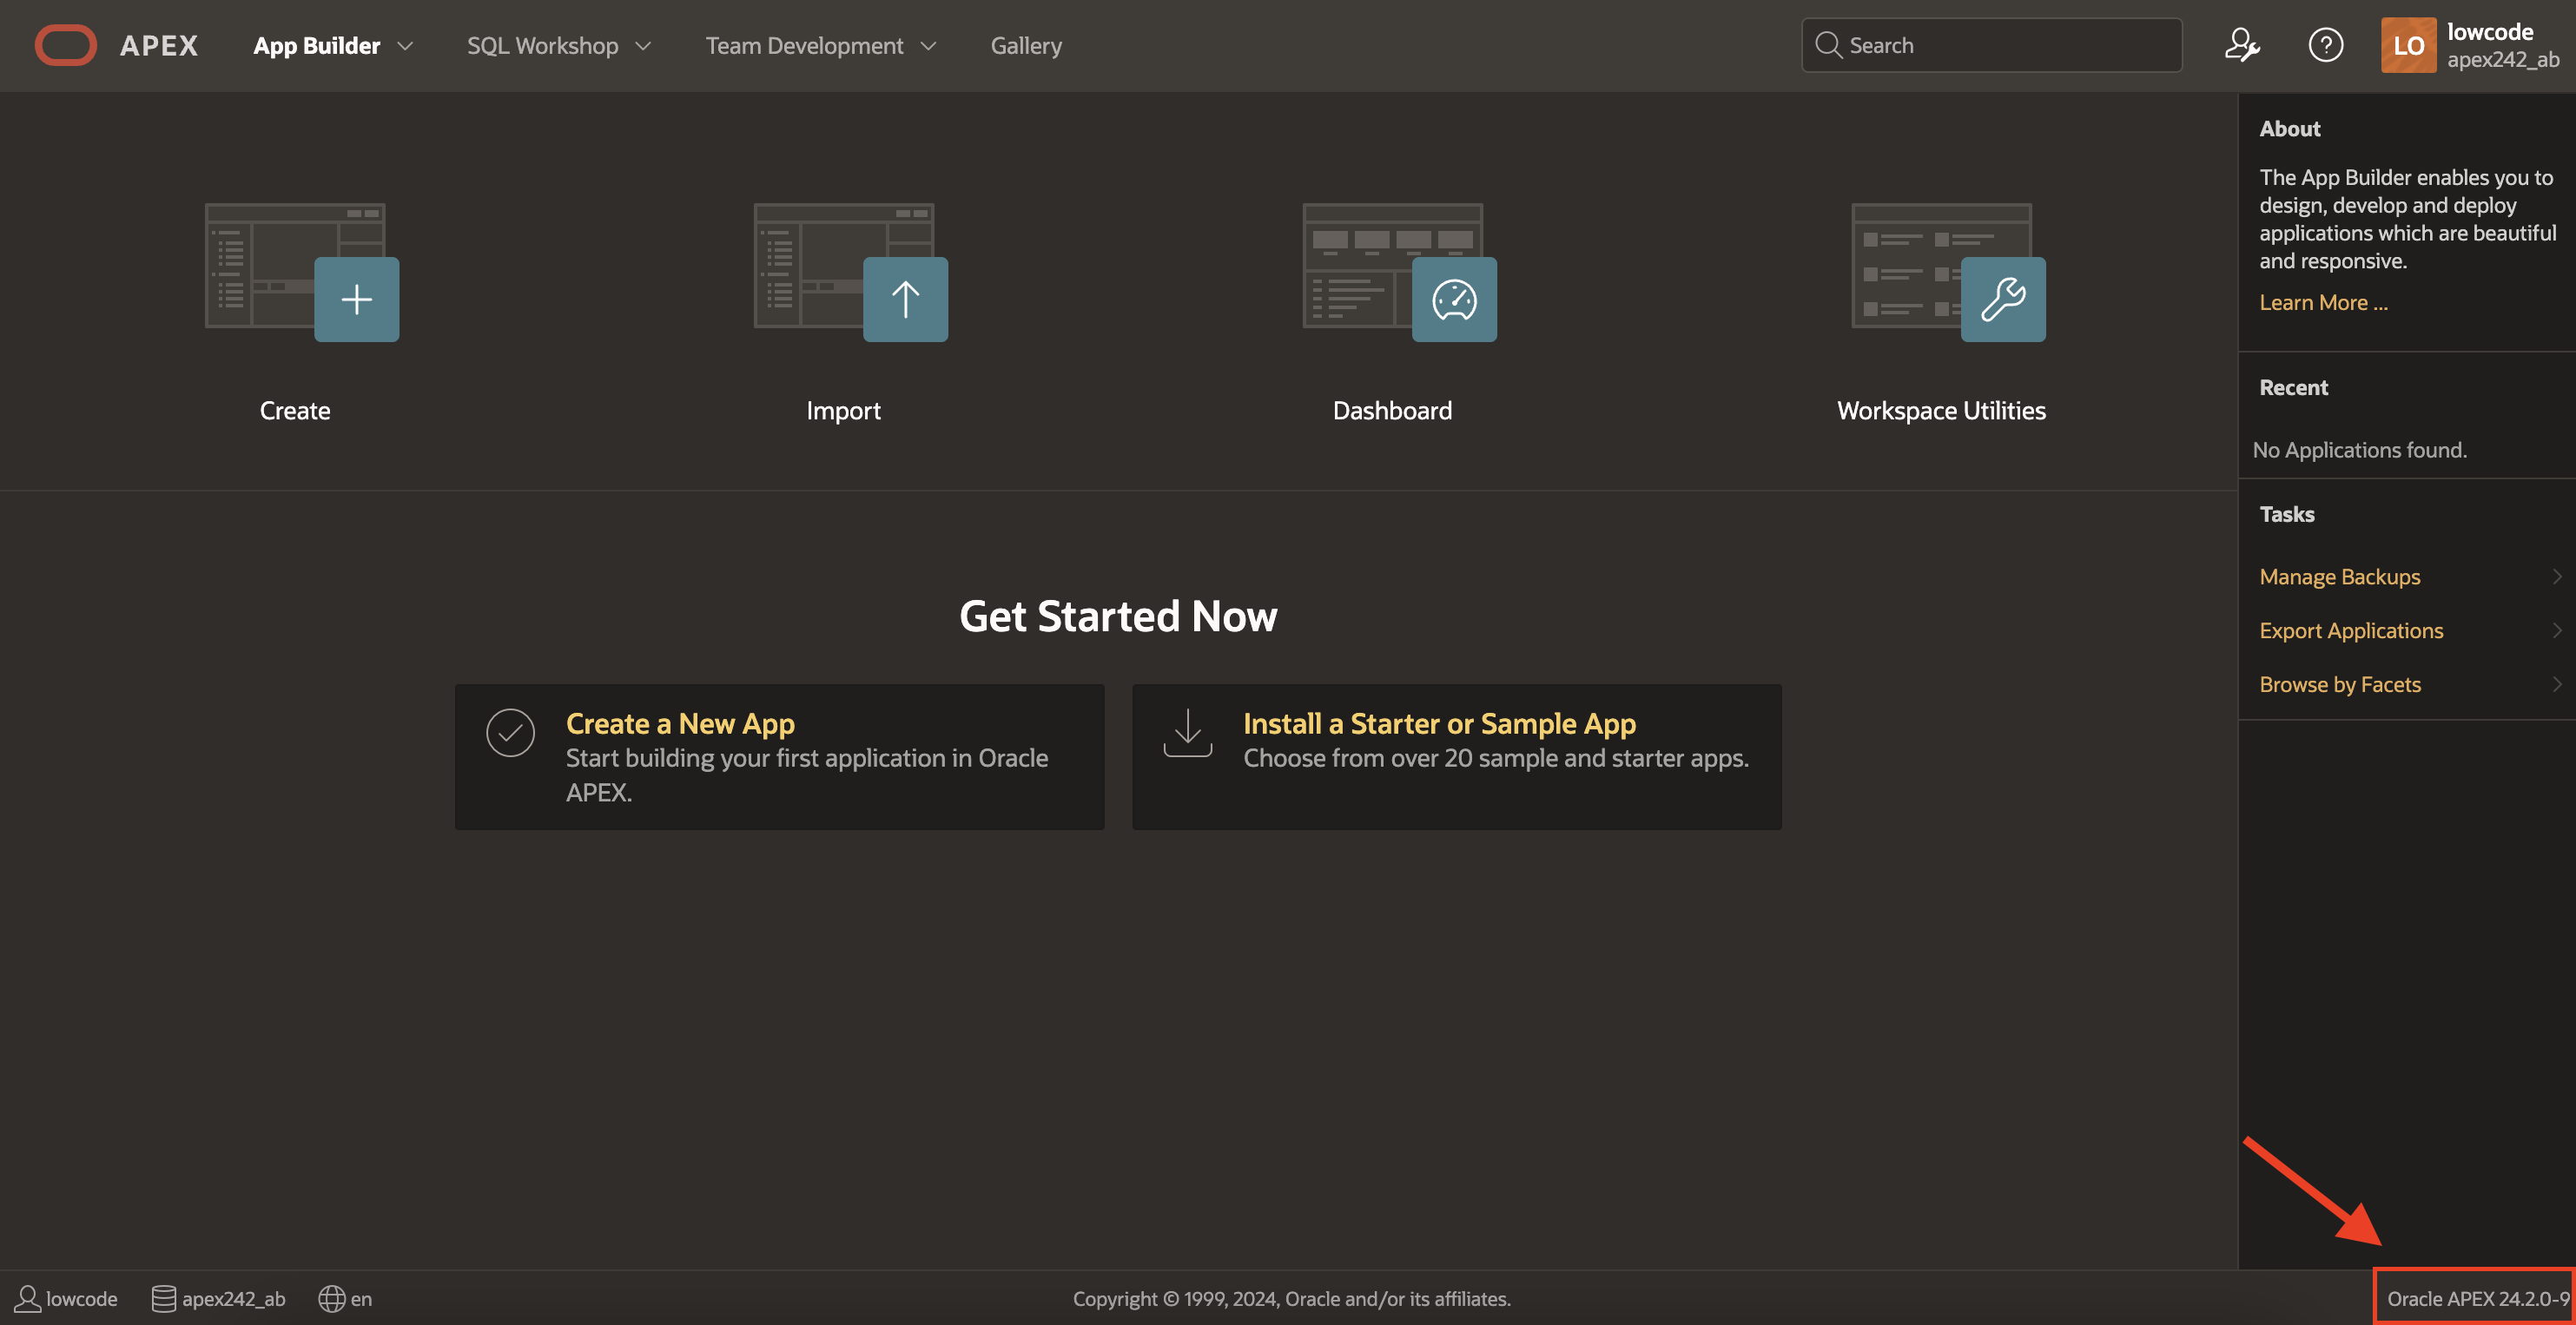 APEX
App Builder
SQL Workshop
Team Development
Gallery
Search
?
LO
lowcode
apex242_ab
Create
Import
Dashboard
Workspace Utilities
About
The App Builder enables you to
design, develop and deploy
applications which are beautiful
and responsive.
Learn More ...
Recent
No Applications found.
Tasks
Manage Backups
Export Applications
Browse by Facets
Get Started Now
Create a New App
Start building your first application in Oracle
APEX.
Install a Starter or Sample App
Choose from over 20 sample and starter apps.
lowcode
apex242_ab
en
Copyright © 1999, 2024, Oracle and/or its affiliates.
Oracle APEX 24.2.0-9